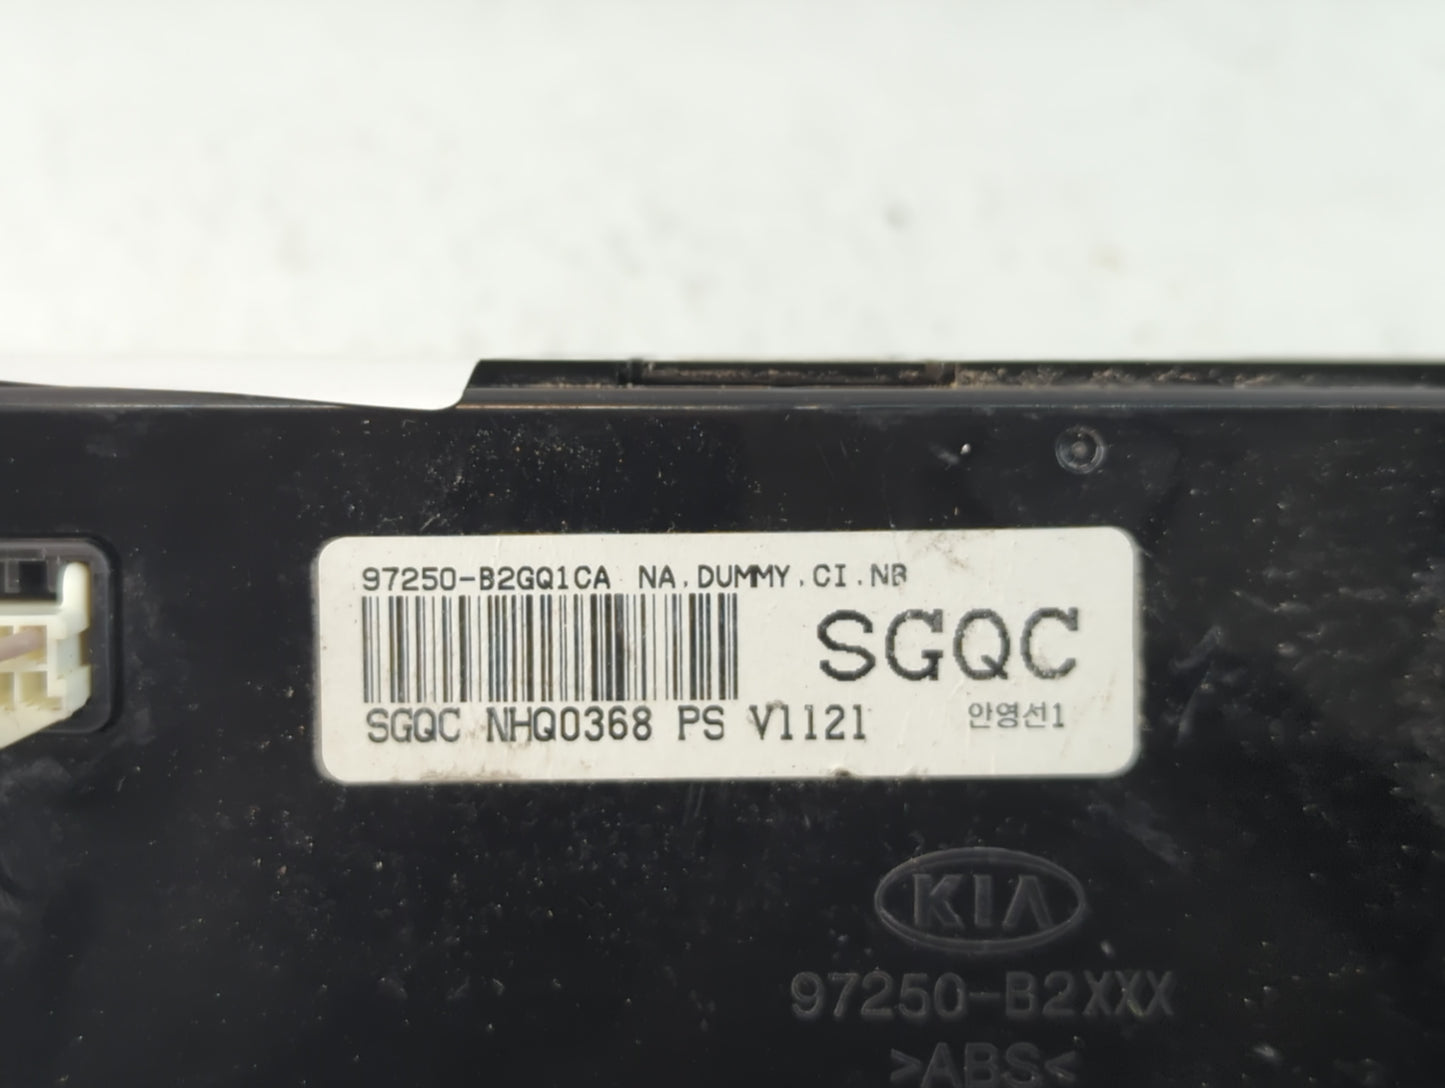 97250-B2GQ1CA NA.DUMMY.CI.NB
SGQC
SGQC NHQ0368 PS V1121
안영선1
KIA
97250-B2XXX
>ABS<